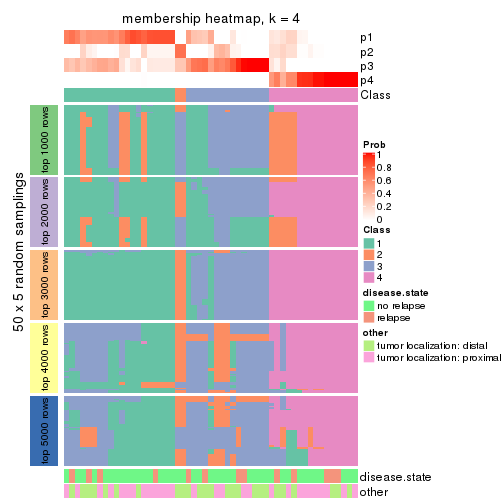 membership heatmap, k = 4
p1
p2
p3
p4
Class
50 x 5 random samplings
top 1000 rows
top 2000 rows
top 3000 rows
top 4000 rows
top 5000 rows
Prob
1
0.8
0.6
0.4
0.2
0
Class
1
2
3
4
disease.state
no relapse
relapse
other
tumor localization: distal
tumor localization: proximal
disease.state
other